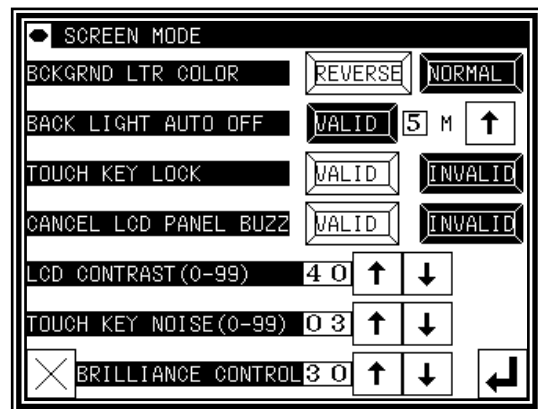 SCREEN MODE
BCKGRND LTR COLOR REVERSE NORMAL
BACK LIGHT AUTO OFF VALID 5 M ↑
TOUCH KEY LOCK VALID INVALID
CANCEL LCD PANEL BUZZ VALID INVALID
LCD CONTRAST(0-99) 40 ↑ ↓
TOUCH KEY NOISE(0-99) 03 ↑ ↓
BRILLIANCE CONTROL 30 ↑ ↓